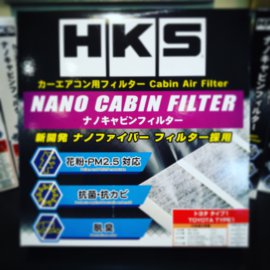 HKS
カーエアコン用フィルター Cabin Air Filter
NANO CABIN FILTER
ナノキャビンフィルター
新開発 ナノファイバー フィルター採用
花粉・PM2.5 対応
抗菌・抗カビ
脱臭
トヨタ タイプ1
TOYOTA TYPE1